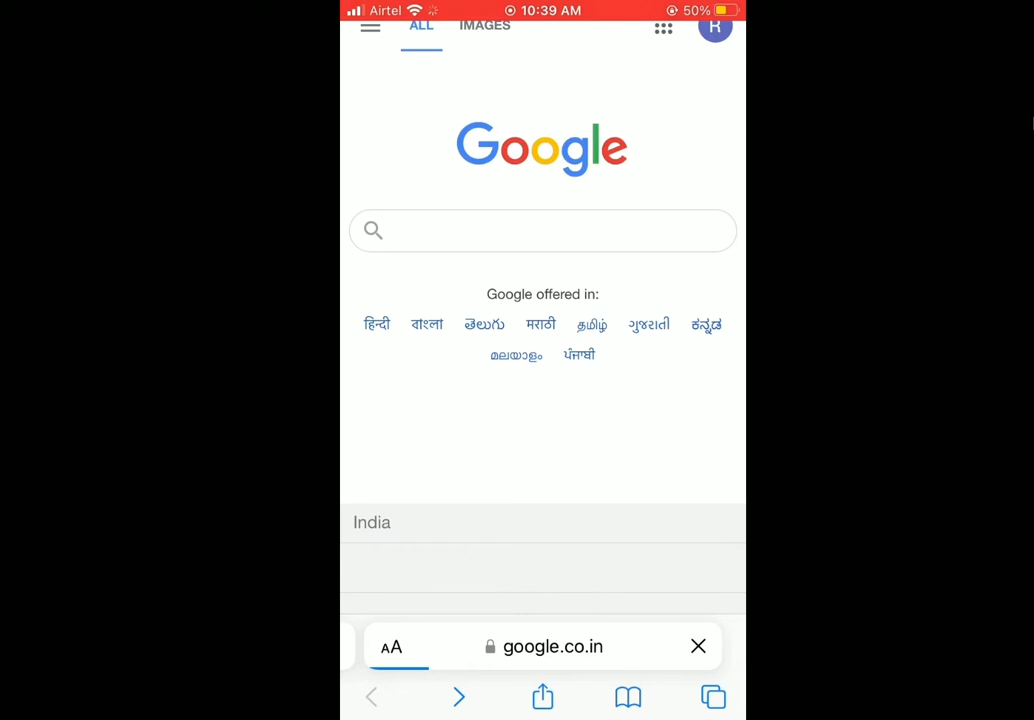 Airtel 10:39 AM 50%
ALL IMAGES R
Google
Google offered in:
हिन्दी বাংলা తెలుగు मराठी தமிழ் ગુજરાતી ಕನ್ನಡ
മലയാളം ਪੰਜਾਬੀ
India
AA google.co.in